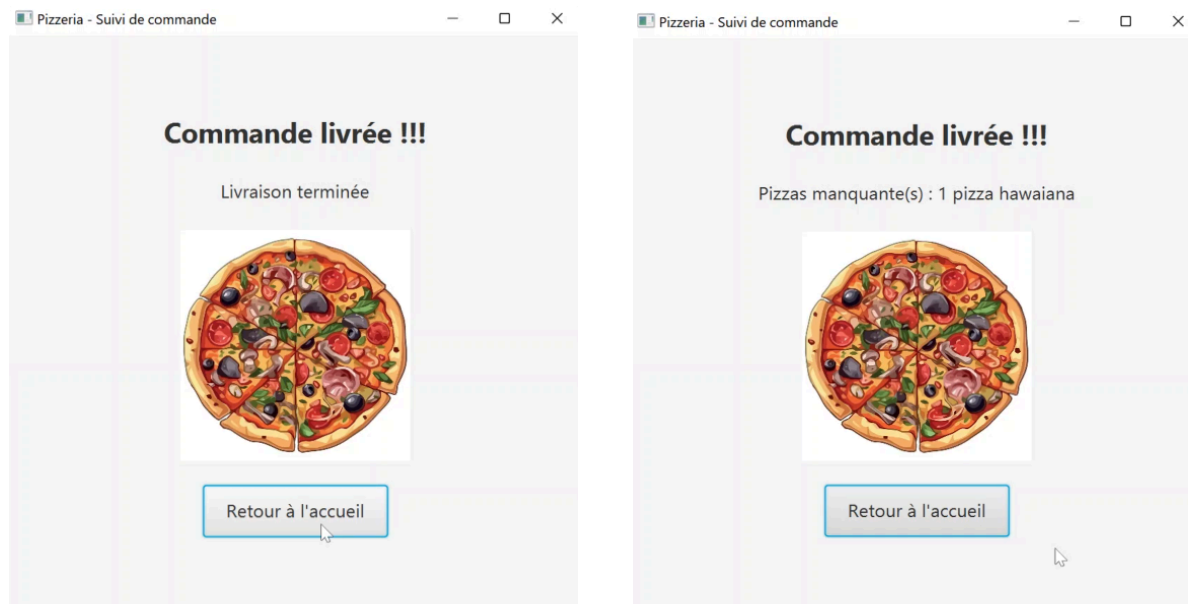 Pizzeria - Suivi de commande
Commande livrée !!!
Livraison terminée
Retour à l'accueil
Pizzeria - Suivi de commande
Commande livrée !!!
Pizzas manquante(s) : 1 pizza hawaiana
Retour à l'accueil